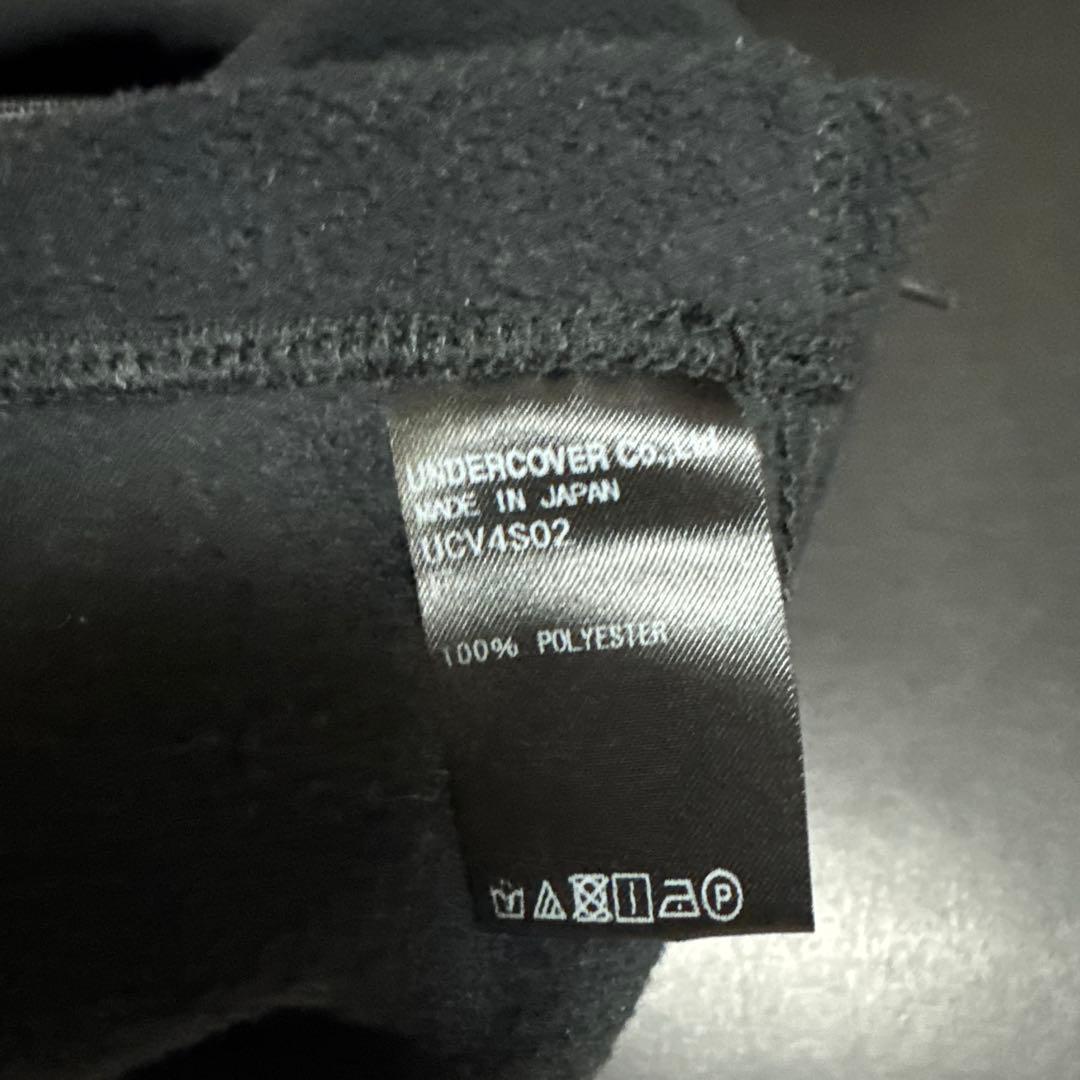 UNDERCOVER Co.,Ltd.
MADE IN JAPAN
UCV4S02
100% POLYESTER
P